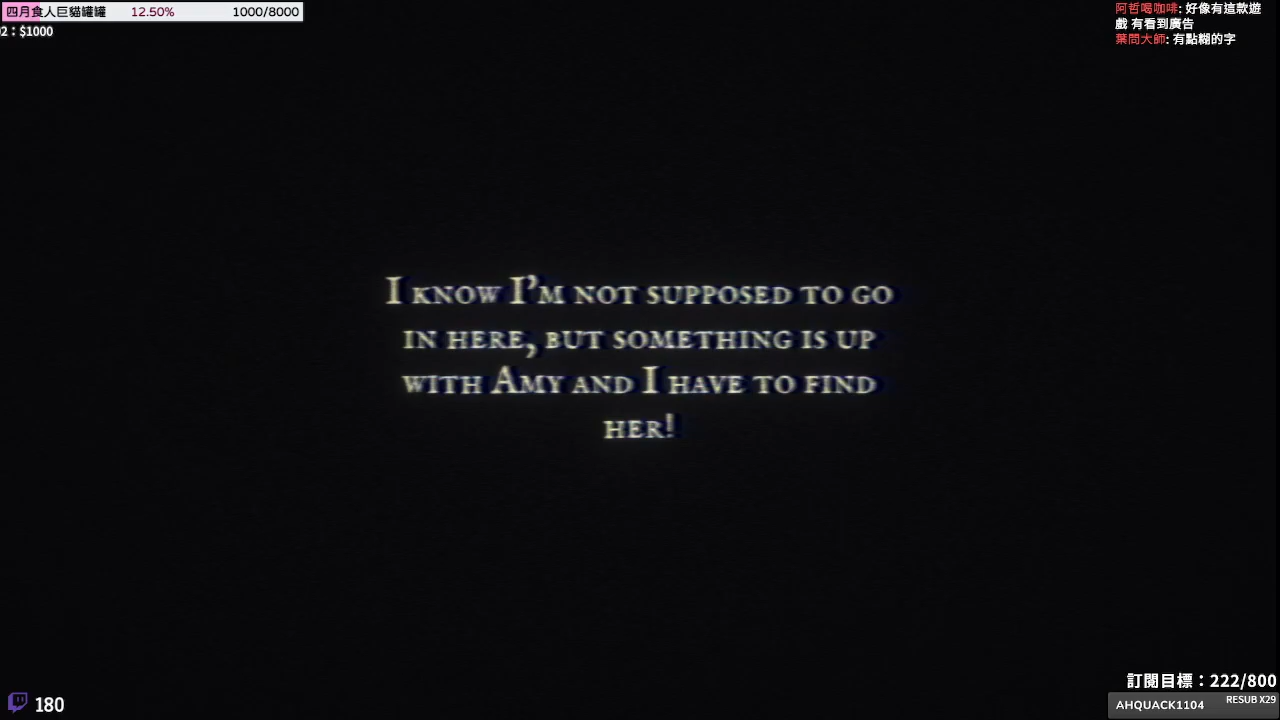 四月食人巨貓罐罐 12.50% 1000/8000
2：$1000
阿哲喝咖啡: 好像有這款遊
戲 有看到廣告
葉問大師: 有點糊的字
I know I'm not supposed to go
in here, but something is up
with Amy and I have to find
her!
180
訂閱目標：222/800
AHQUACK1104 RESUB X29